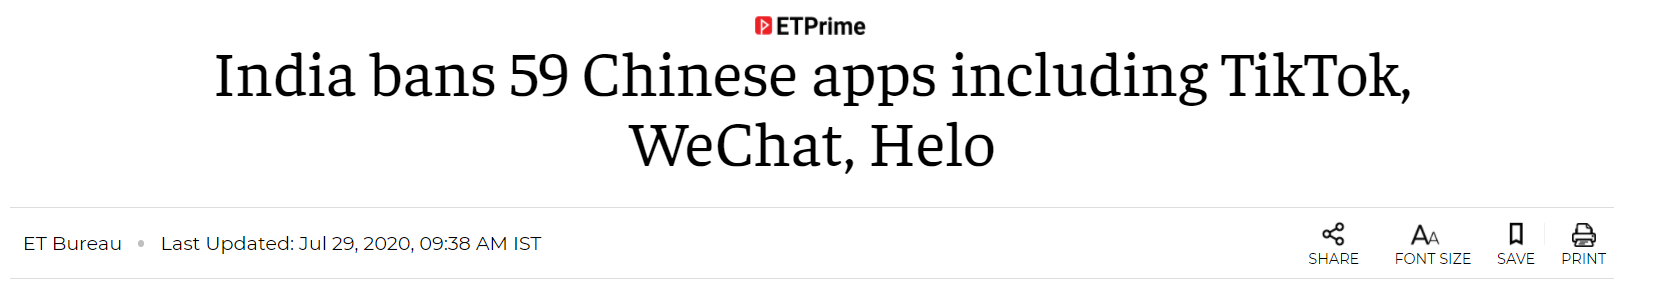 ETPrime
India bans 59 Chinese apps including TikTok,
WeChat, Helo
ET Bureau • Last Updated: Jul 29, 2020, 09:38 AM IST
SHARE FONT SIZE SAVE PRINT